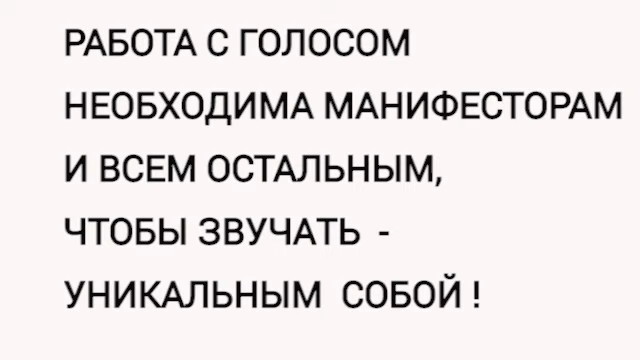 РАБОТА С ГОЛОСОМ
НЕОБХОДИМА МАНИФЕСТОРАМ
И ВСЕМ ОСТАЛЬНЫМ,
ЧТОБЫ ЗВУЧАТЬ -
УНИКАЛЬНЫМ СОБОЙ !